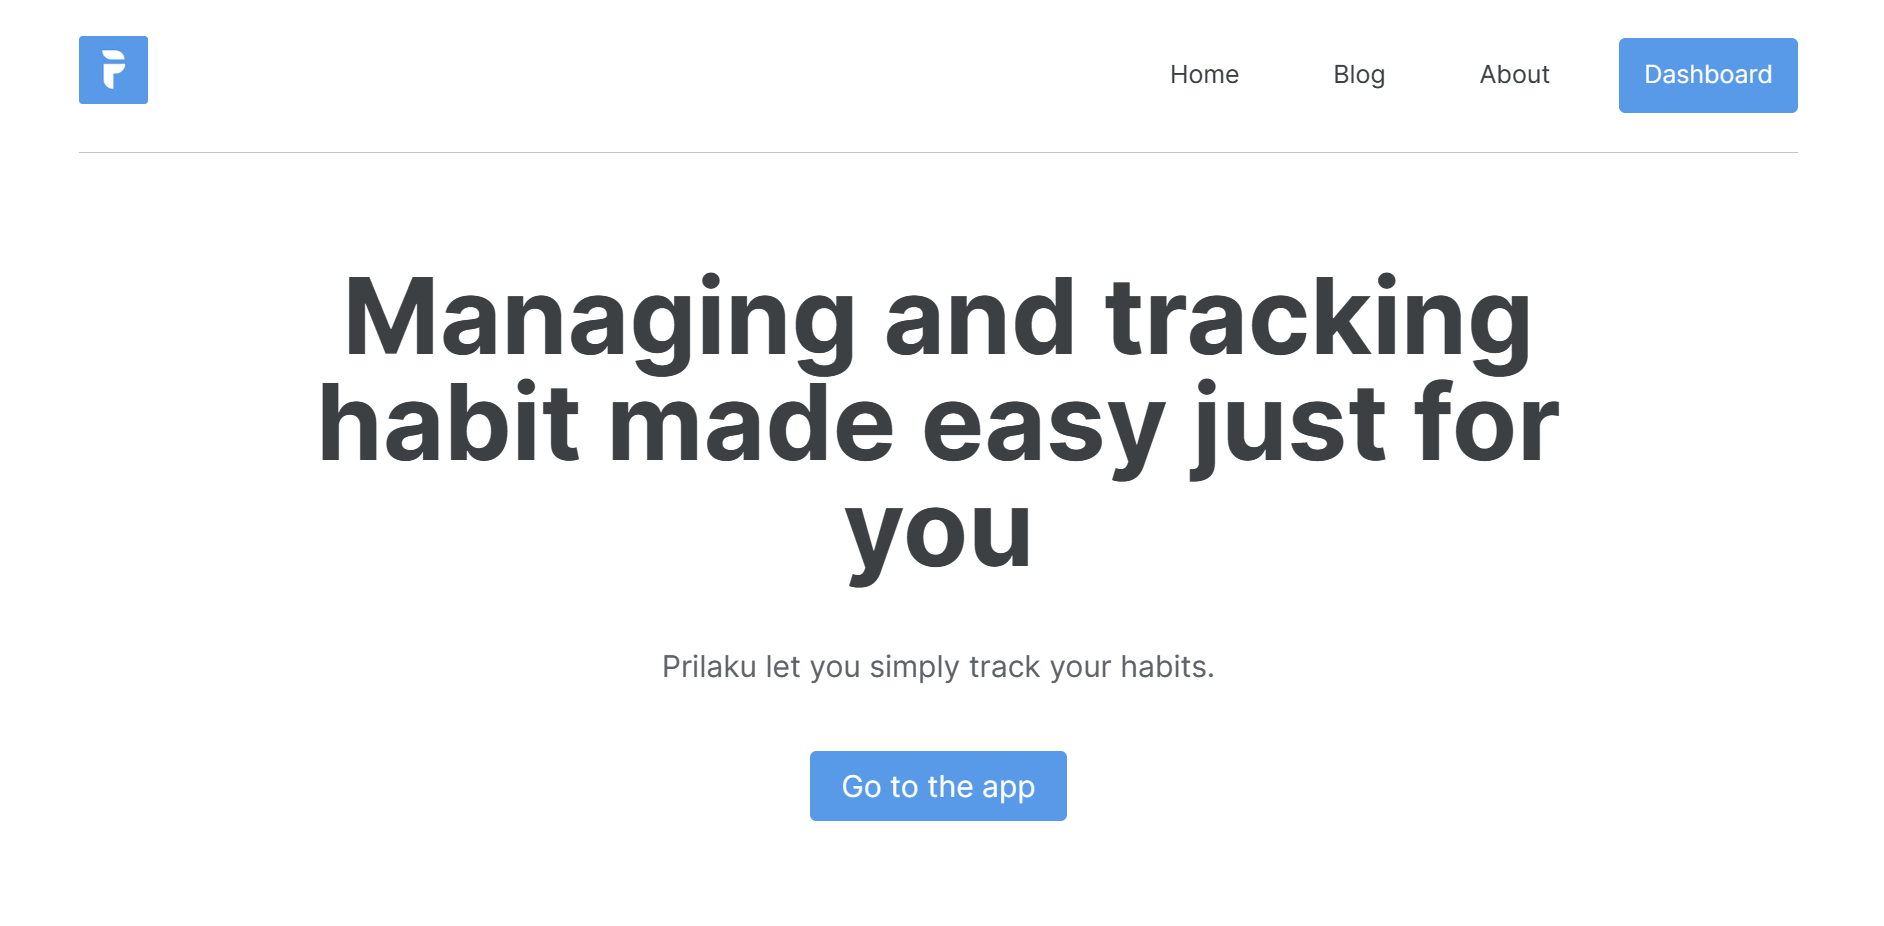 Home Blog About Dashboard
Managing and tracking
habit made easy just for
you
Prilaku let you simply track your habits.
Go to the app